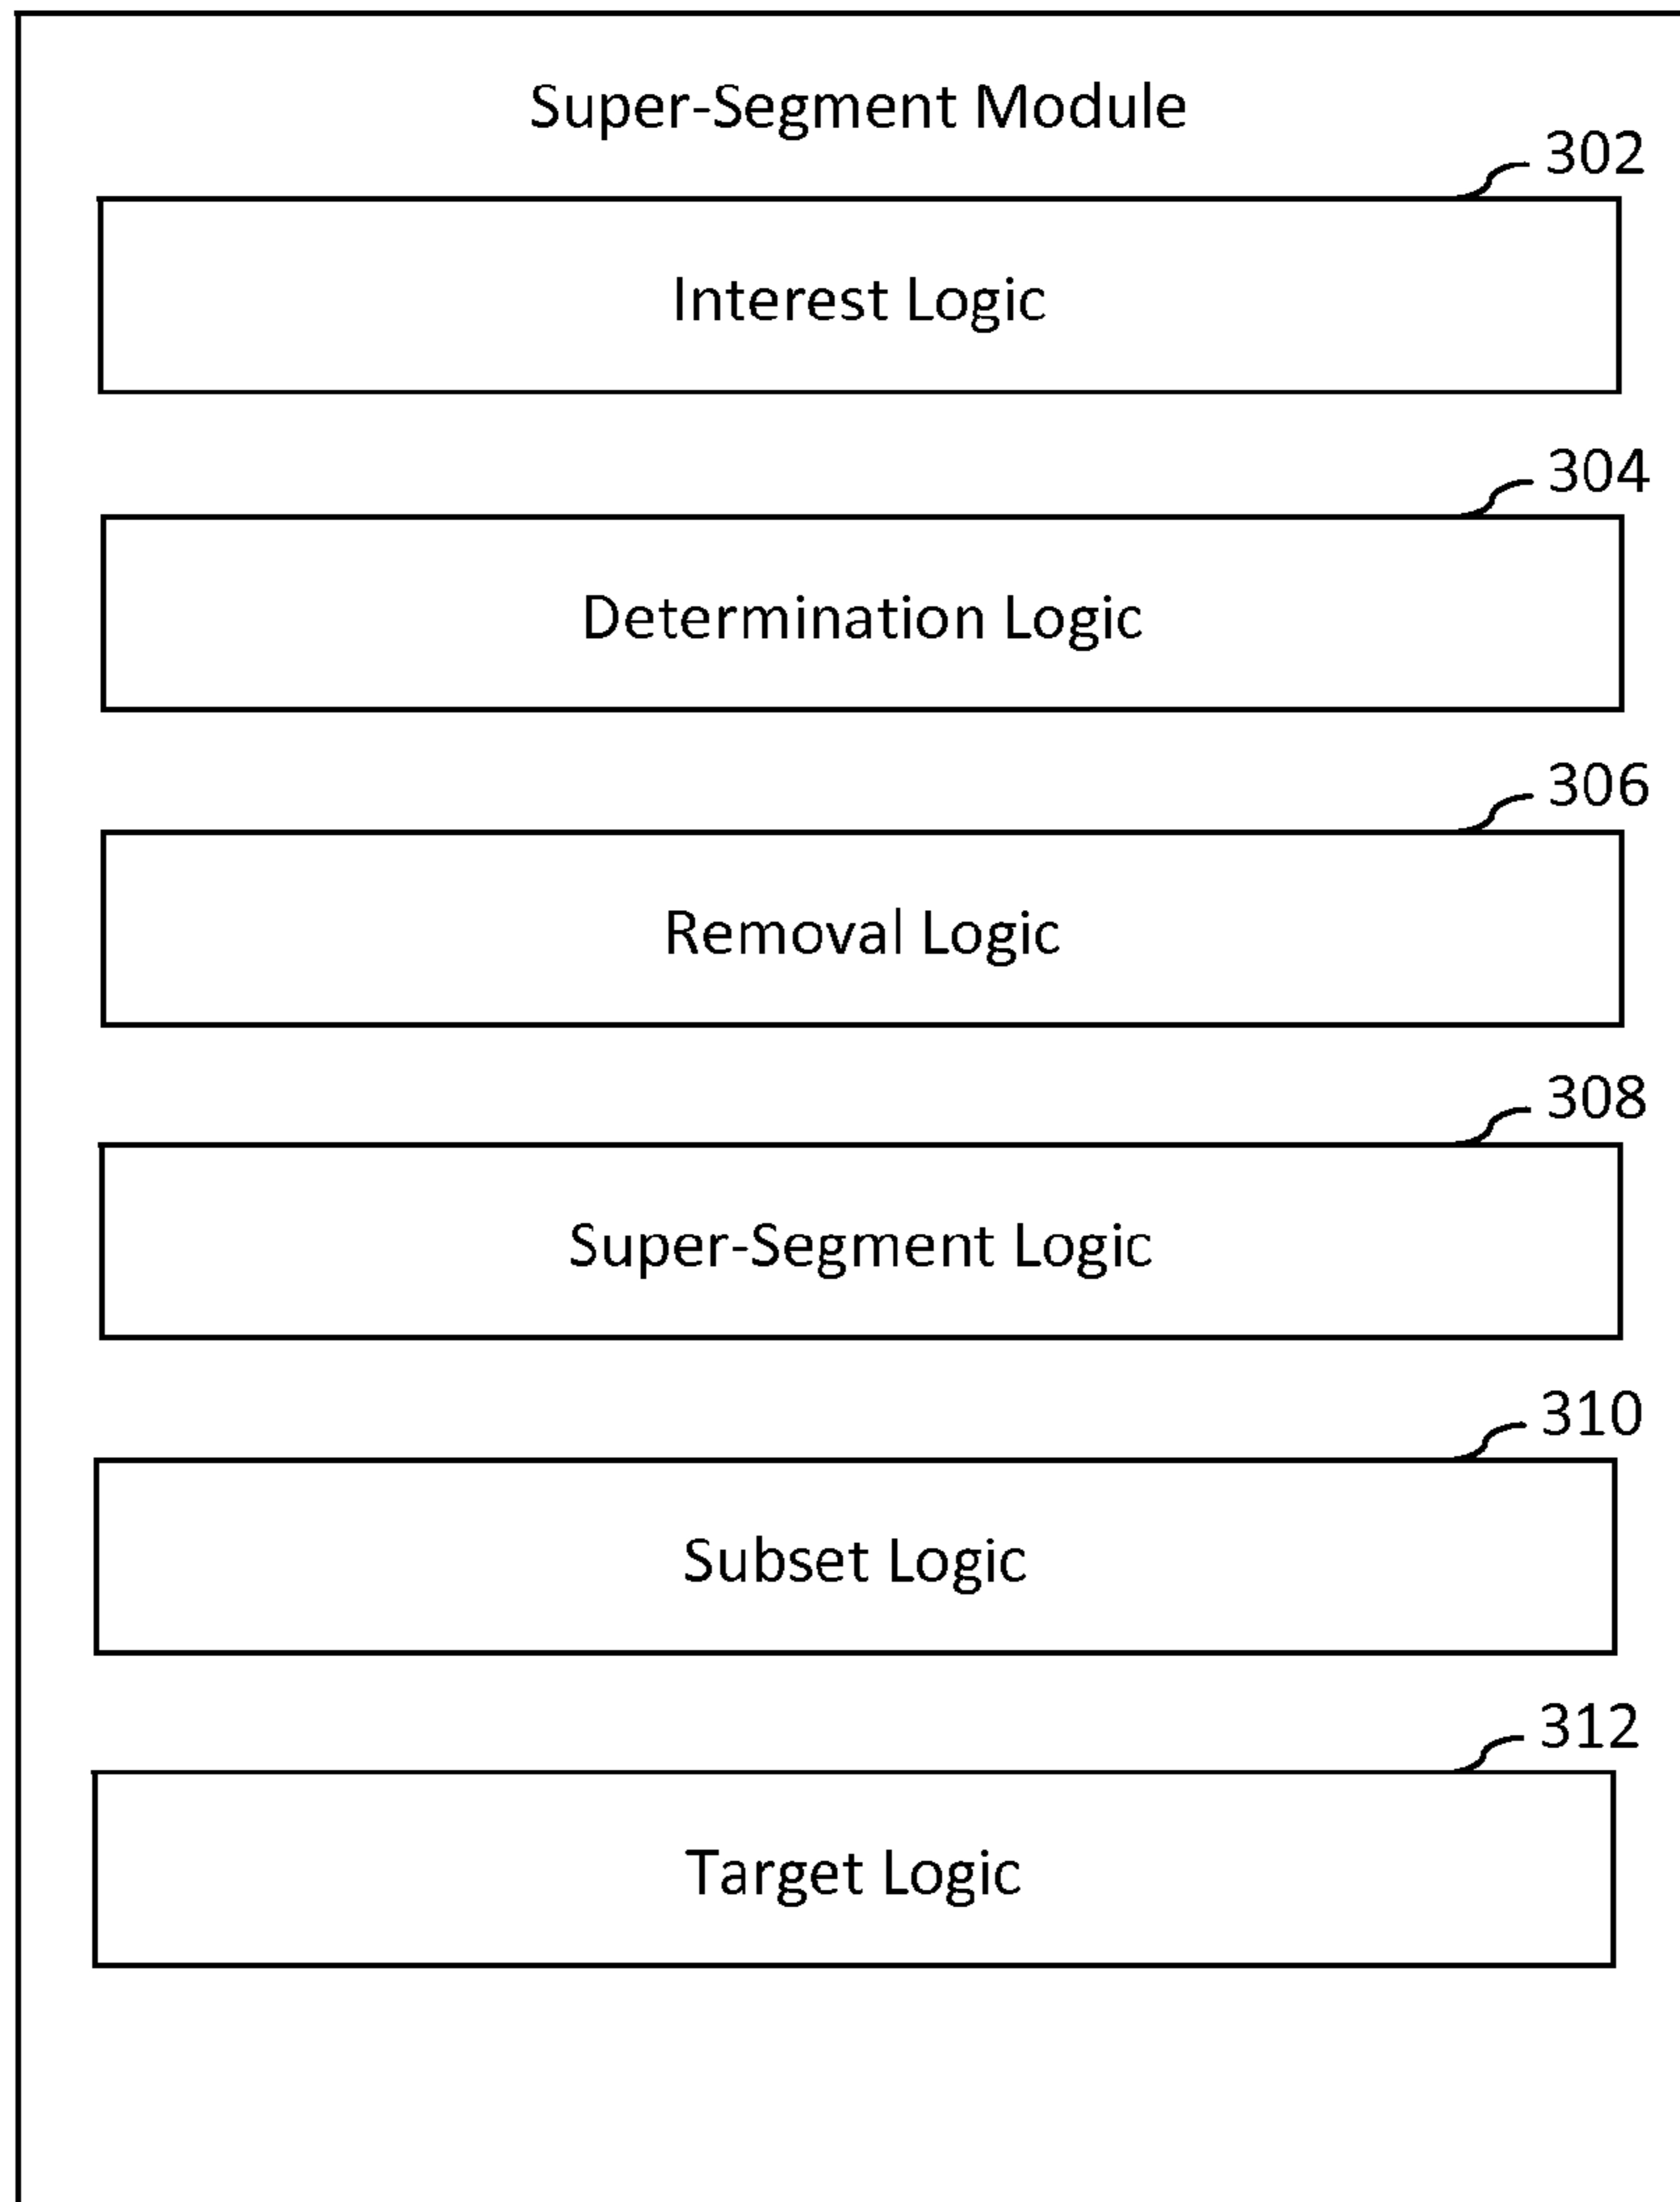 Super-Segment Module
302
Interest Logic
304
Determination Logic
306
Removal Logic
308
Super-Segment Logic
310
Subset Logic
312
Target Logic